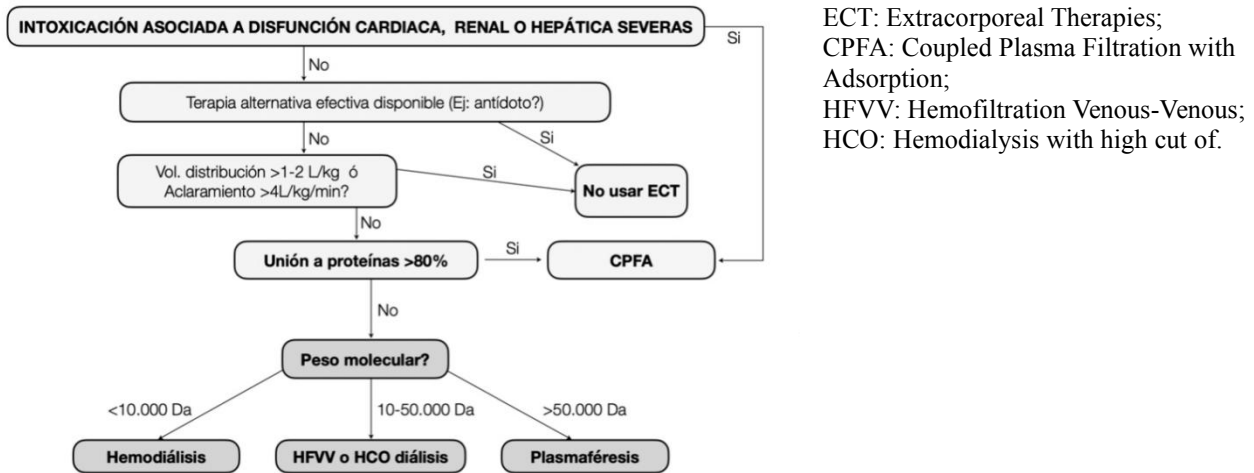 INTOXICACIÓN ASOCIADA A DISFUNCIÓN CARDIACA, RENAL O HEPÁTICA SEVERAS
Si
No
Terapia alternativa efectiva disponible (Ej: antídoto?)
No
Si
Vol. distribución >1-2 L/kg ó
Aclaramiento >4L/kg/min?
Si
No usar ECT
No
Unión a proteínas >80%
Si
CPFA
No
Peso molecular?
<10.000 Da
10-50.000 Da
>50.000 Da
Hemodiálisis
HFVV o HCO diálisis
Plasmaféresis
ECT: Extracorporeal Therapies;
CPFA: Coupled Plasma Filtration with
Adsorption;
HFVV: Hemofiltration Venous-Venous;
HCO: Hemodialysis with high cut of.